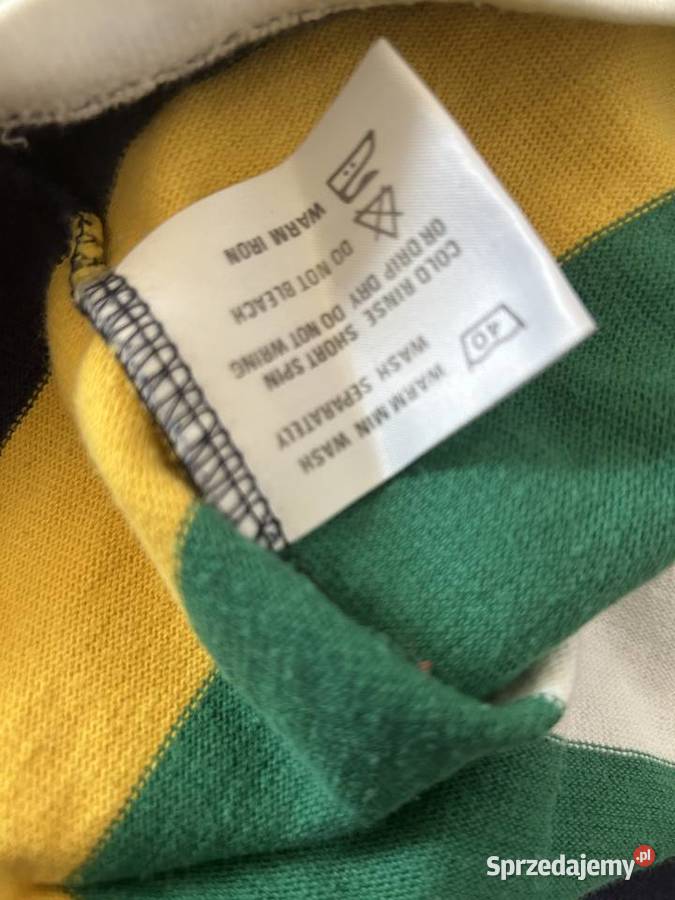 40
WARM MIN WASH
WASH SEPARATELY
COLD RINSE SHORT SPIN
OR DRIP DRY DO NOT WRING
DO NOT BLEACH
WARM IRON
Sprzedajemy.pl